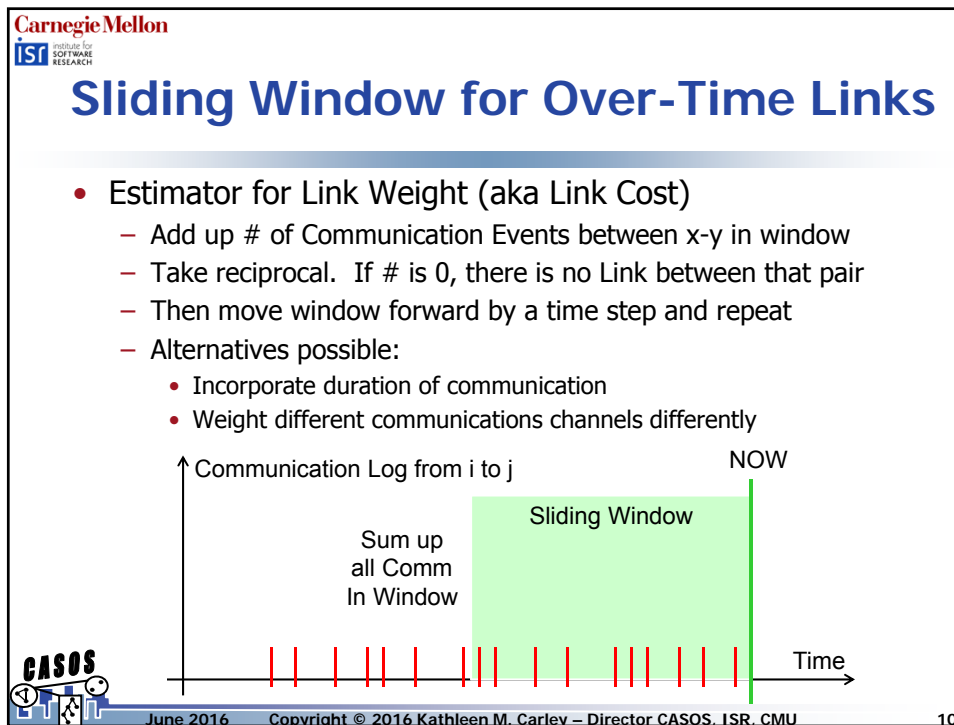 Carnegie Mellon
isr institute for SOFTWARE RESEARCH
Sliding Window for Over-Time Links
• Estimator for Link Weight (aka Link Cost)
– Add up # of Communication Events between x-y in window
– Take reciprocal. If # is 0, there is no Link between that pair
– Then move window forward by a time step and repeat
– Alternatives possible:
• Incorporate duration of communication
• Weight different communications channels differently
Communication Log from i to j
NOW
Sliding Window
Sum up
all Comm
In Window
Time
CASOS
June 2016 Copyright © 2016 Kathleen M. Carley – Director CASOS, ISR, CMU 10